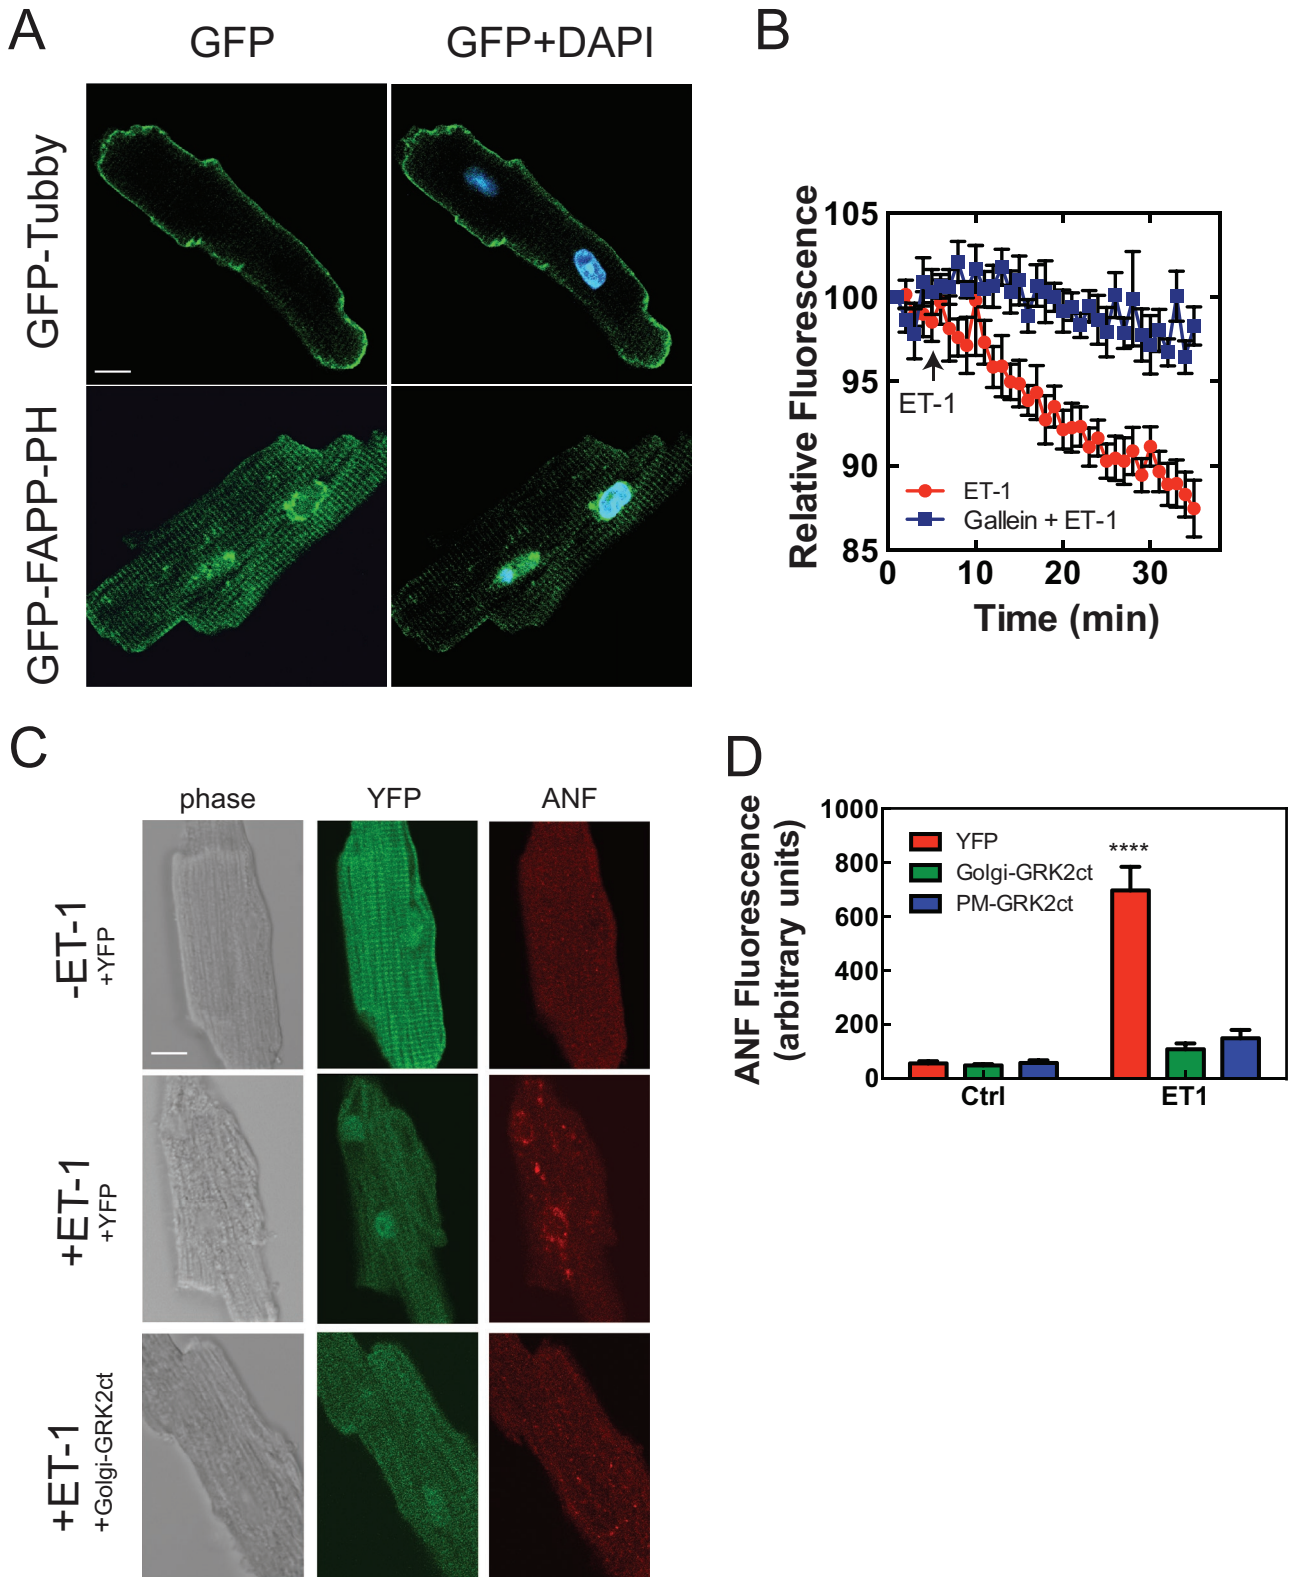 A
GFP
GFP+DAPI
GFP-Tubby
GFP-FAPP-PH
B
Relative Fluorescence
105
100
95
90
85
ET-1
ET-1
Gallein + ET-1
0
10
20
30
Time (min)
C
phase
YFP
ANF
-ET-1
+YFP
+ET-1
+YFP
+ET-1
+Golgi-GRK2ct
D
ANF Fluorescence
(arbitrary units)
1000
800
600
400
200
0
YFP
Golgi-GRK2ct
PM-GRK2ct
****
Ctrl
ET1